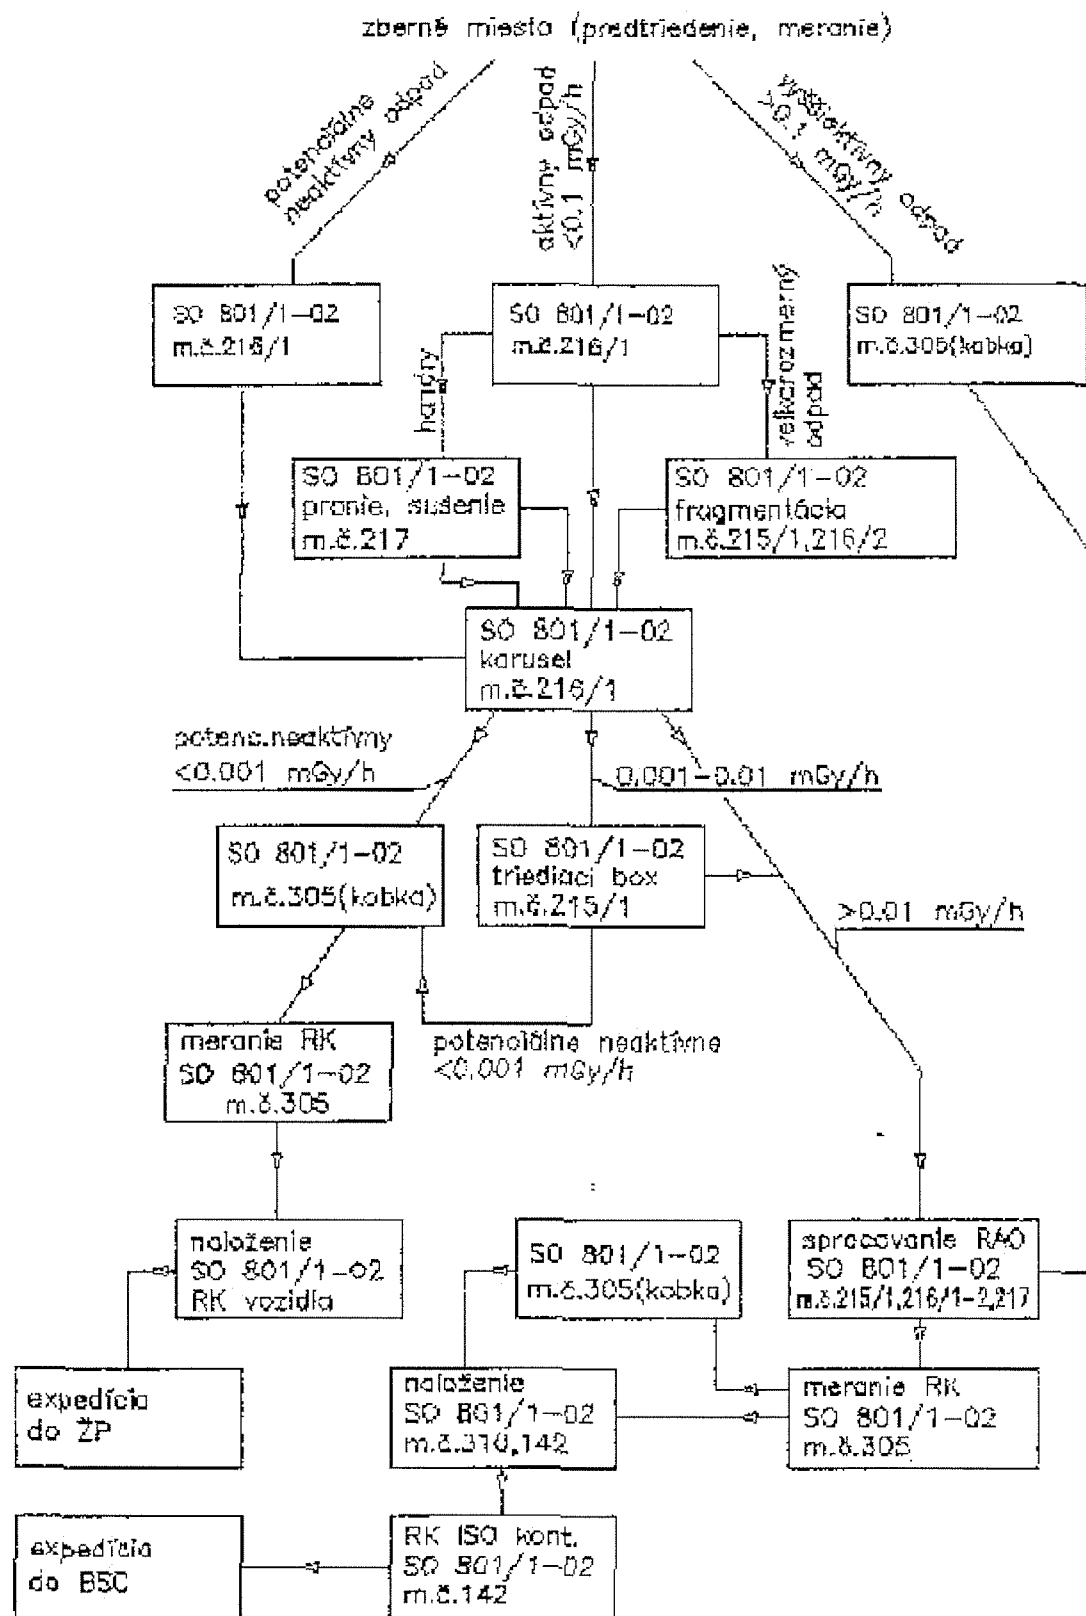 zberné miesta (predtriedenie, meranie)
potenciálne
neaktívny odpad
aktívny odpad
<0.1 mGy/h
vyššieaktívny odpad
>0.1 mGy/h
SO 801/1-02
m.č.216/1
SO 801/1-02
m.č.216/1
SO 801/1-02
m.č.305(kobka)
handry
veľkorozmerný
odpad
SO 801/1-02
pranie, sušenie
m.č.217
SO 801/1-02
fragmentácia
m.č.215/1,216/2
SO 801/1-02
karusel
m.č.216/1
potenc.neaktívny
<0.001 mGy/h
0.001-0.01 mGy/h
SO 801/1-02
m.č.305(kobka)
SO 801/1-02
triediaci box
m.č.215/1
>0.01 mGy/h
meranie RK
SO 801/1-02
m.č.305
potenciálne neaktívne
<0.001 mGy/h
naloženie
SO 801/1-02
RK vozidla
SO 801/1-02
m.č.305(kobka)
spracovanie RAO
SO 801/1-02
m.č.215/1,216/1-2,217
expedícia
do ŽP
naloženie
SO 801/1-02
m.č.310,142
meranie RK
SO 801/1-02
m.č.305
expedícia
do BSC
RK ISO kont.
SO 801/1-02
m.č.142